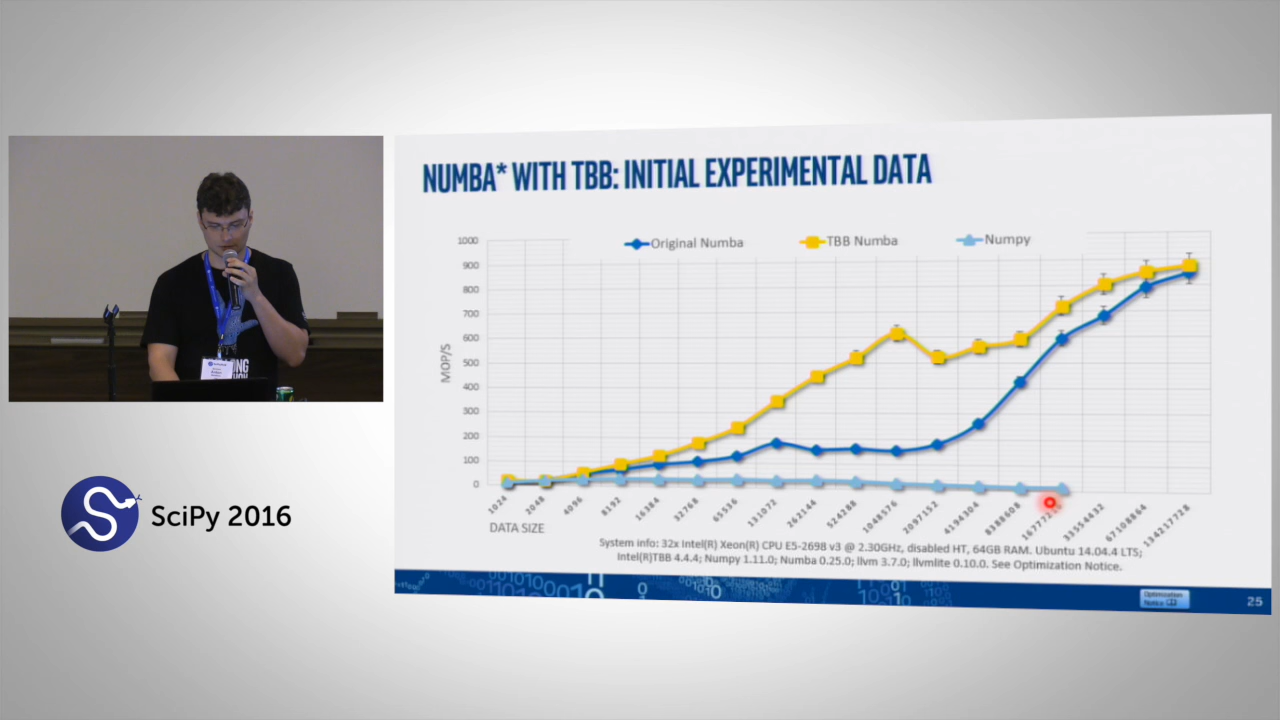 NUMBA* WITH TBB: INITIAL EXPERIMENTAL DATA
Original Numba
TBB Numba
Numpy
1000
900
800
700
600
500
400
300
200
100
0
MOP/S
1024
2048
4096
8192
16384
32768
65536
131072
262144
524288
1048576
2097152
4194304
8388608
33554432
67108864
134217728
DATA SIZE
System info: 32x Intel(R) Xeon(R) CPU E5-2698 v3 @ 2.30GHz, disabled HT, 64GB RAM. Ubuntu 14.04.4 LTS;
Intel(R)TBB 4.4.4; Numpy 1.11.0; Numba 0.25.0; llvm 3.7.0; llvmlite 0.10.0. See Optimization Notice.
Optimization
Notice
25
SciPy 2016